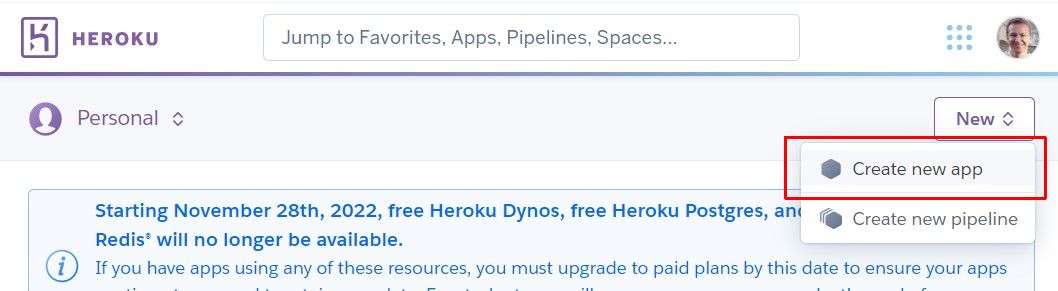 HEROKU
Jump to Favorites, Apps, Pipelines, Spaces...
Personal
New
Create new app
Create new pipeline
Starting November 28th, 2022, free Heroku Dynos, free Heroku Postgres, and
Redis® will no longer be available.
If you have apps using any of these resources, you must upgrade to paid plans by this date to ensure your apps